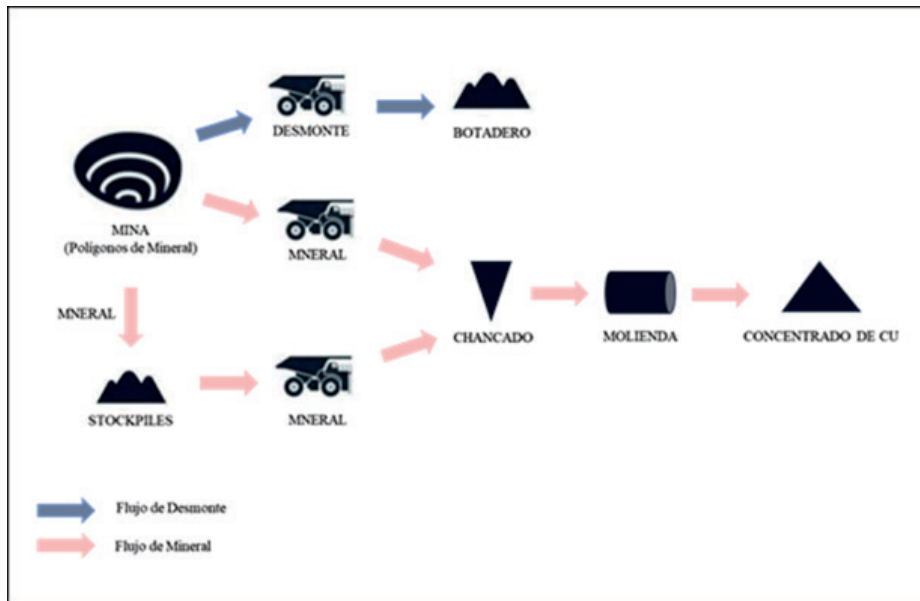 DESMONTE
BOTADERO
MINA
(Polígonos de Mineral)
MNERAL
MNERAL
CHANCADO
MOLIENDA
CONCENTRADO DE CU
STOCKPILES
MNERAL
Flujo de Desmonte
Flujo de Mineral